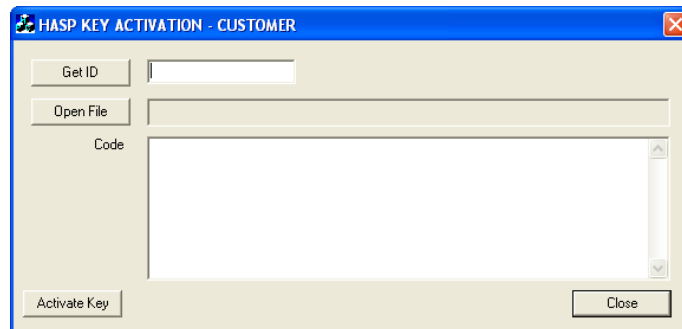 HASP KEY ACTIVATION - CUSTOMER
Get ID
Open File
Code
Activate Key
Close